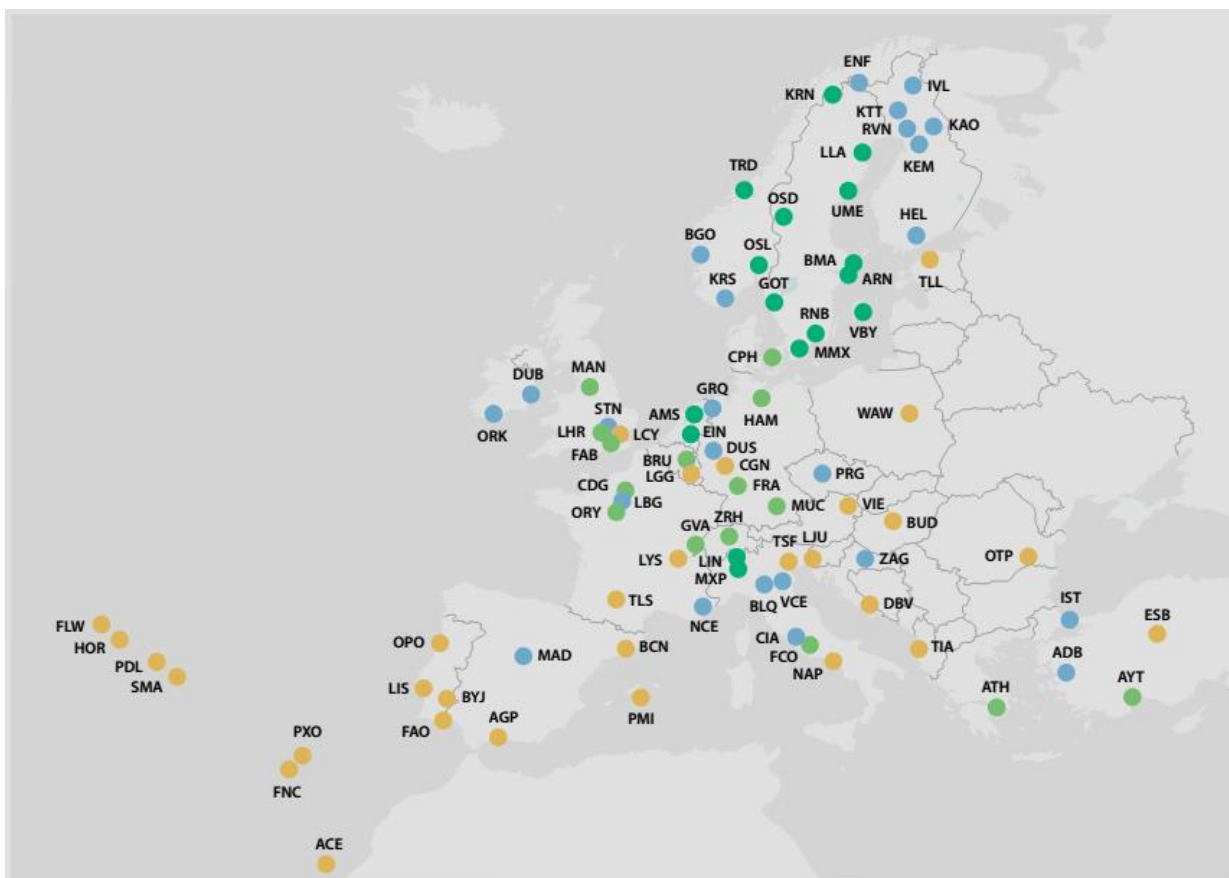 ENF
KRN
IVL
KTT
KAO
RVN
LLA
KEM
TRD
OSD
UME
HEL
BGO
OSL
BMA
ARN
TLL
KRS
GOT
RNB
VBY
MMX
CPH
MAN
DUB
GRQ
STN
AMS
HAM
WAW
ORK
LHR
LCY
EIN
FAB
DUS
BRU
CGN
LGG
PRG
CDG
FRA
LBG
MUC
VIE
ORY
ZRH
BUD
GVA
TSF
LJU
LYS
LIN
ZAG
OTP
MXP
TLS
BLQ
VCE
DBV
IST
NCE
ESB
FLW
HOR
OPO
CIA
BCN
MAD
FCO
TIA
PDL
NAP
ADB
SMA
LIS
BYJ
ATH
AYT
PMI
FAO
AGP
PXO
FNC
ACE